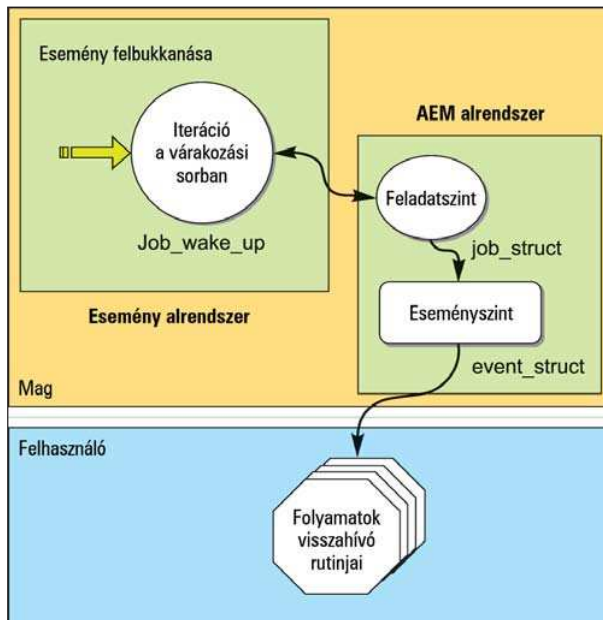 Esemény felbukkanása
Iteráció
a várakozási
sorban
Job_wake_up
Esemény alrendszer
AEM alrendszer
Feladatszint
job_struct
Eseményszint
event_struct
Mag
Felhasználó
Folyamatok
visszahívó
rutinjai